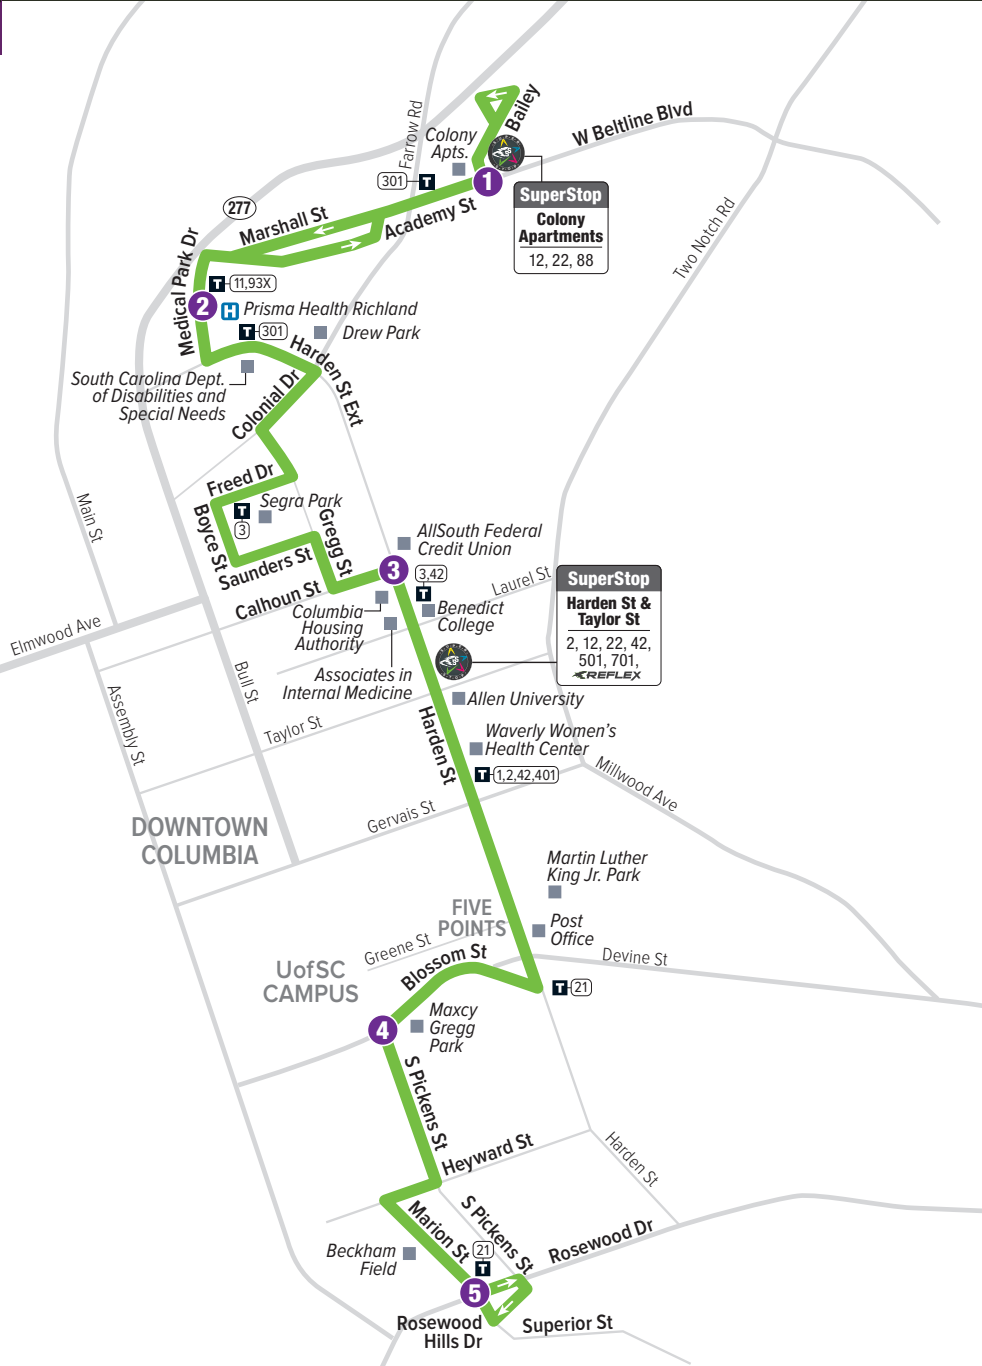 Bailey
W Beltline Blvd
Farrow Rd
Colony
Apts.
301
T
1
SuperStop
Colony
Apartments
12, 22, 88
277
Marshall St
Academy St
Two Notch Rd
Medical Park Dr
T
11,93X
2
H
Prisma Health Richland
T
301
Drew Park
Harden St Ext
South Carolina Dept.
of Disabilities and
Special Needs
Colonial Dr
Freed Dr
Segra Park
T
3
Boyce St
Gregg St
Main St
Saunders St
AllSouth Federal
Credit Union
3
3,42
T
Laurel St
Calhoun St
SuperStop
Harden St &
Taylor St
2, 12, 22, 42,
501, 701,
REFLEX
Columbia
Housing
Authority
Benedict
College
Elmwood Ave
Associates in
Internal Medicine
Bull St
Assembly St
Allen University
Taylor St
Harden St
Waverly Women's
Health Center
T
1,2,42,401
Millwood Ave
Gervais St
DOWNTOWN
COLUMBIA
Martin Luther
King Jr. Park
FIVE
POINTS
Post
Office
Greene St
Blossom St
Devine St
UofSC
CAMPUS
T
21
4
Maxcy
Gregg
Park
S Pickens St
Heyward St
Harden St
Marion St
S Pickens St
Rosewood Dr
Beckham
Field
21
T
5
Rosewood
Hills Dr
Superior St